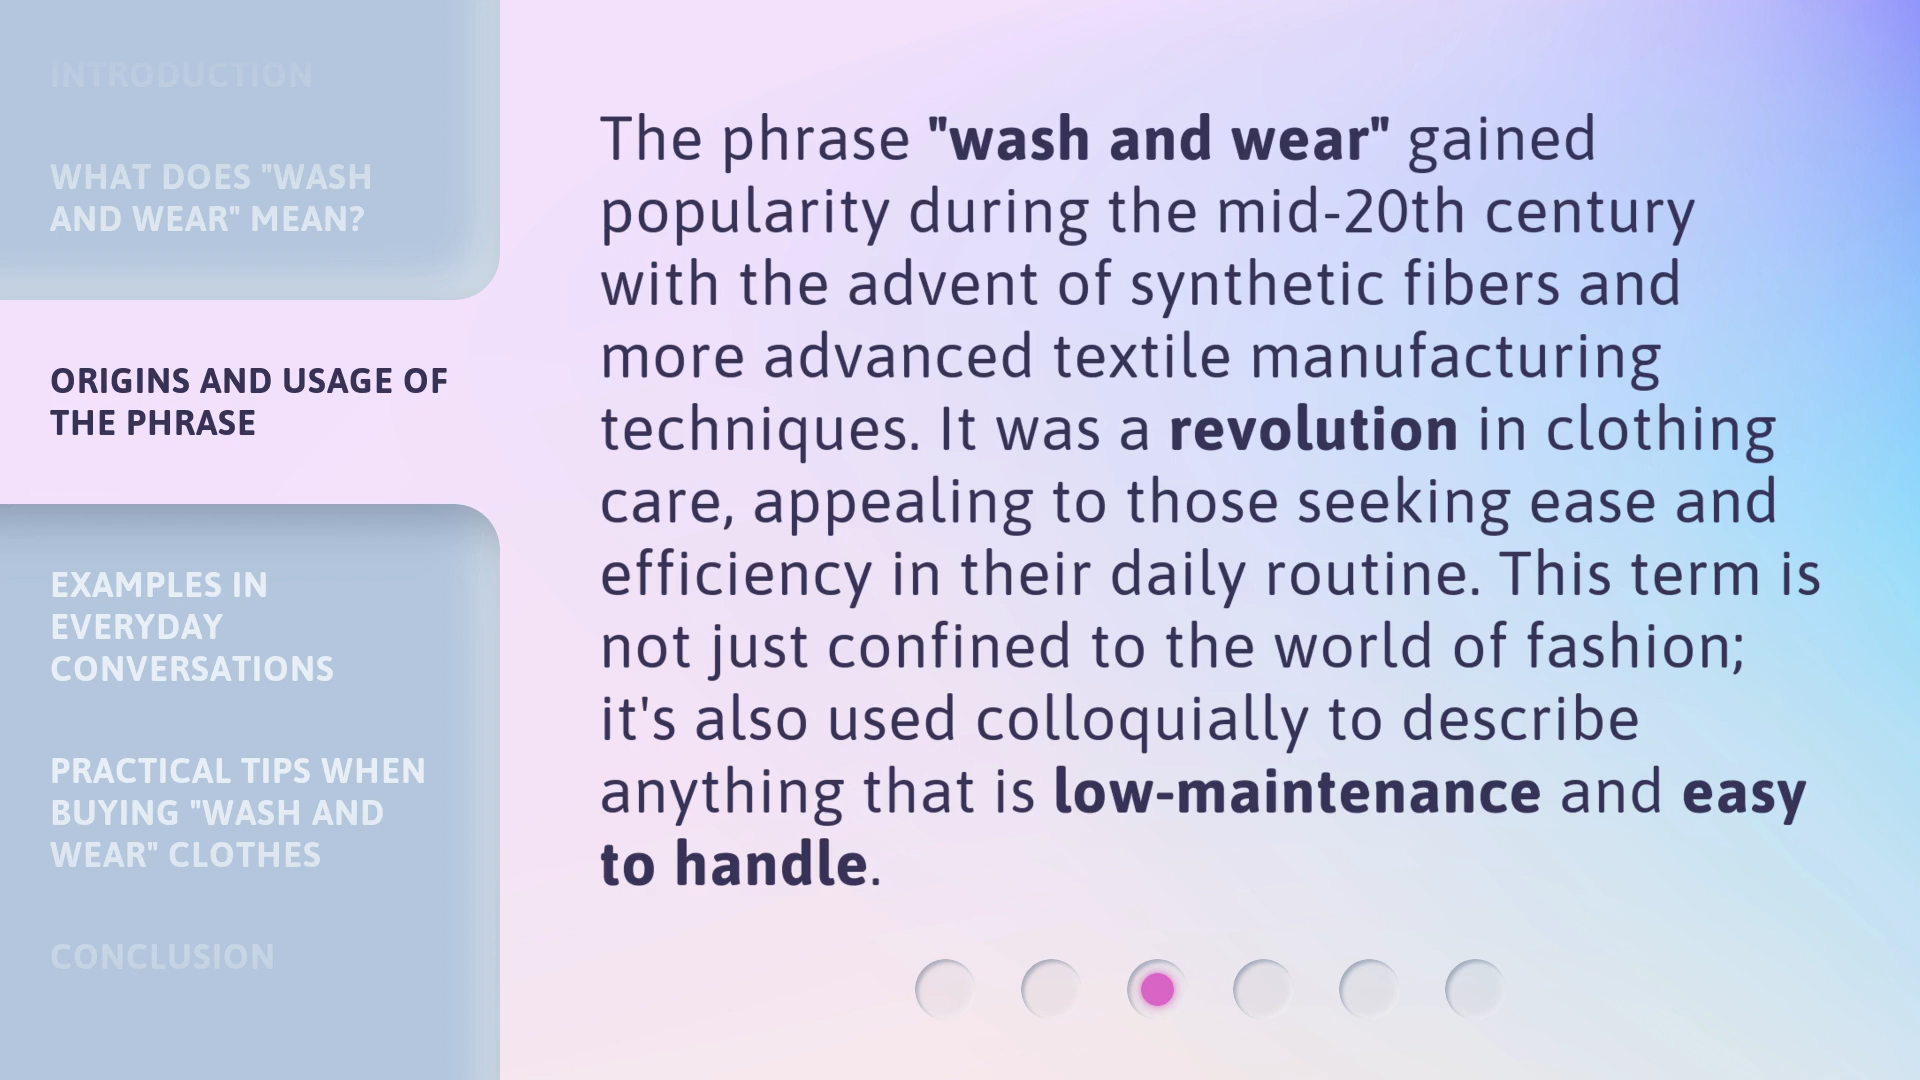 INTRODUCTION
WHAT DOES "WASH
AND WEAR" MEAN?
ORIGINS AND USAGE OF
THE PHRASE
EXAMPLES IN
EVERYDAY
CONVERSATIONS
PRACTICAL TIPS WHEN
BUYING "WASH AND
WEAR" CLOTHES
CONCLUSION
The phrase "wash and wear" gained
popularity during the mid-20th century
with the advent of synthetic fibers and
more advanced textile manufacturing
techniques. It was a revolution in clothing
care, appealing to those seeking ease and
efficiency in their daily routine. This term is
not just confined to the world of fashion;
it's also used colloquially to describe
anything that is low-maintenance and easy
to handle.